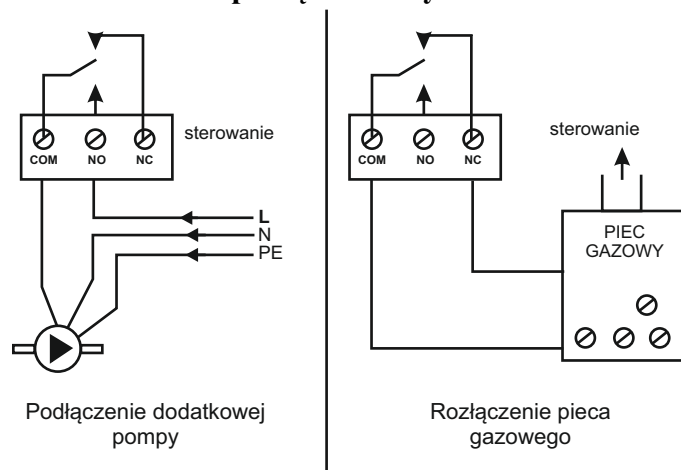 sterowanie
COM NO NC
L
N
PE
Podłączenie dodatkowej
pompy
COM NO NC
sterowanie
PIEC
GAZOWY
Rozłączenie pieca
gazowego